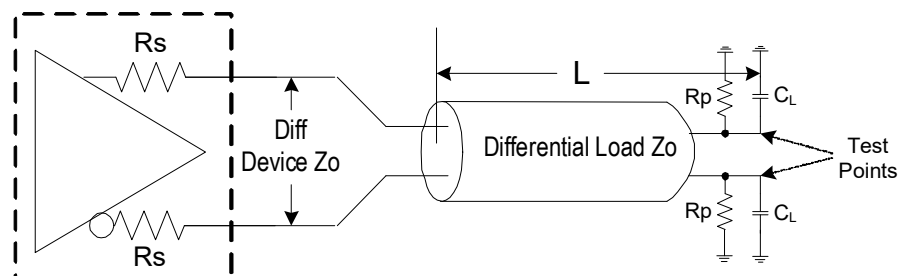 Rs
L
Rp
CL
Diff
Device Zo
Differential Load Zo
Test
Points
Rp
CL
Rs